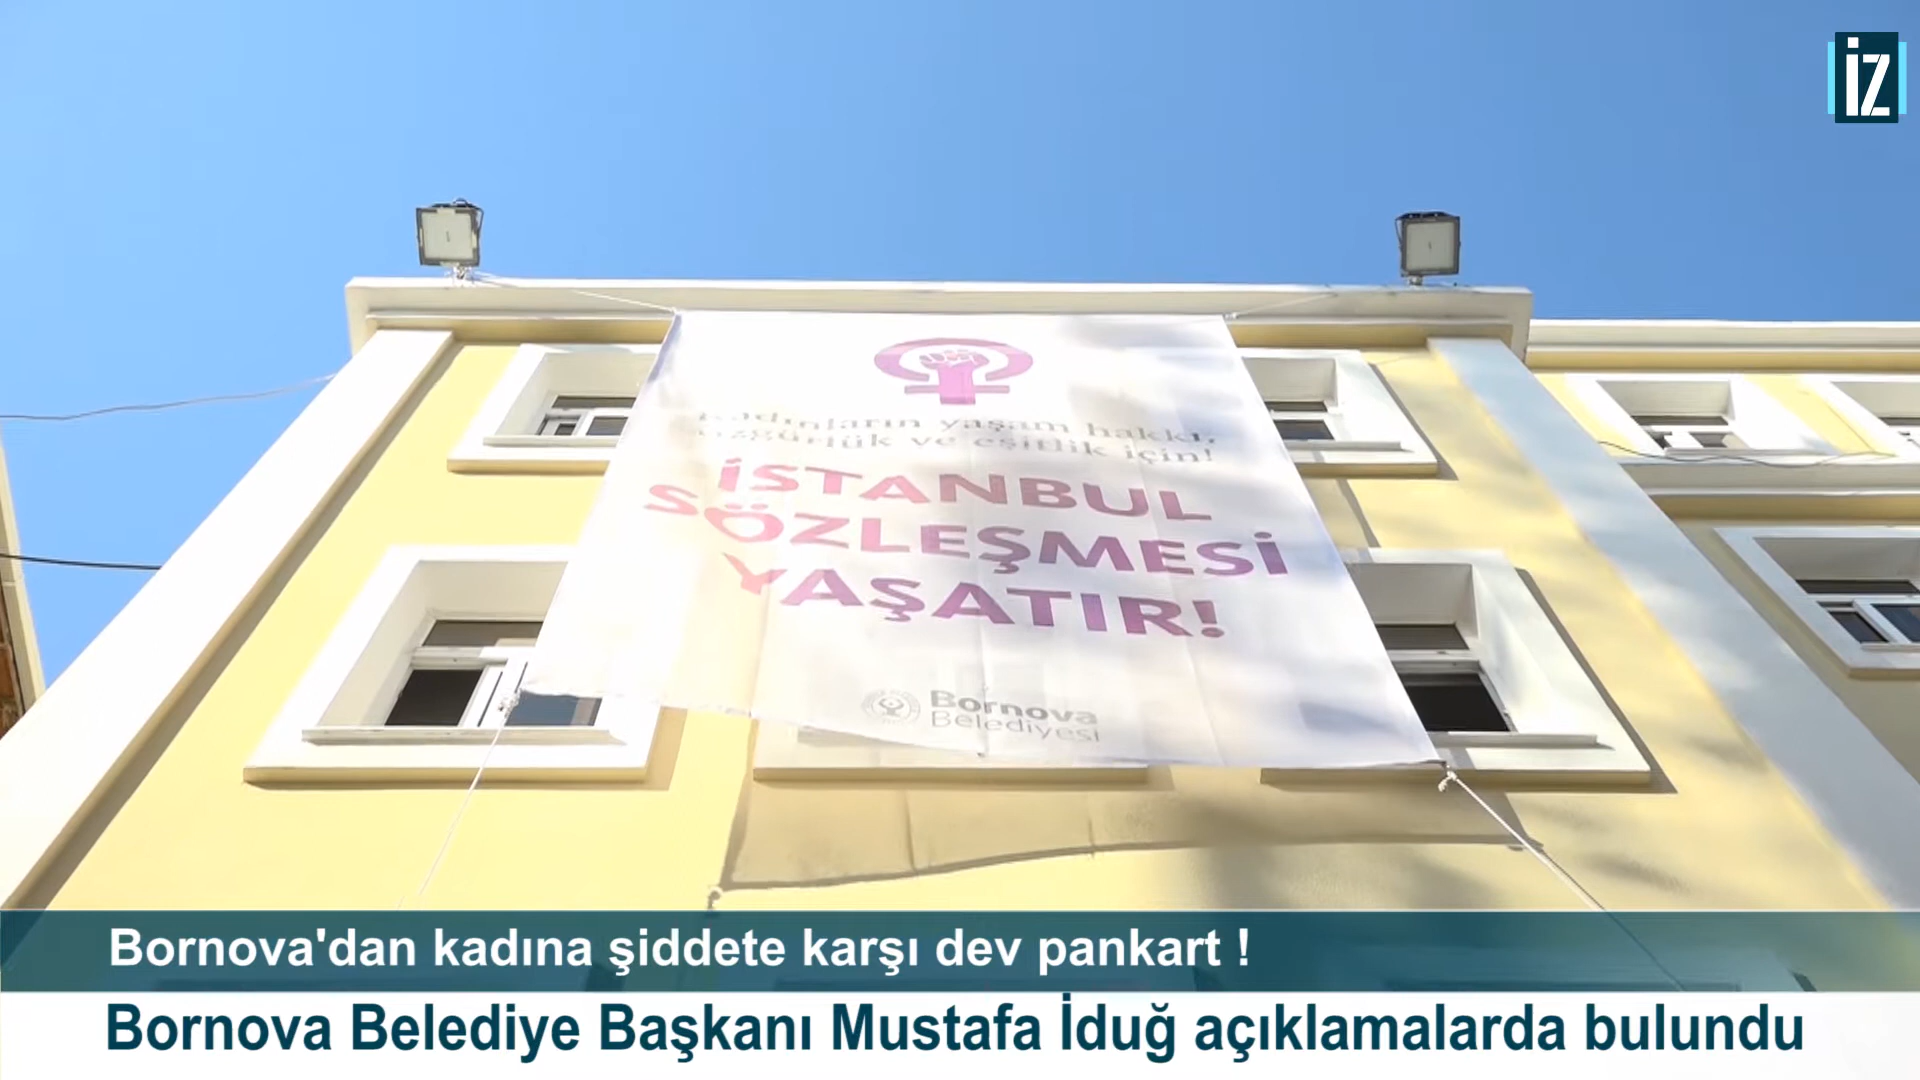 İZ
Kadınların yaşam hakkı,
özgürlük ve eşitlik için!
İSTANBUL
SÖZLEŞMESİ
YAŞATIR!
Bornova
Belediyesi
Bornova'dan kadına şiddete karşı dev pankart !
Bornova Belediye Başkanı Mustafa İduğ açıklamalarda bulundu